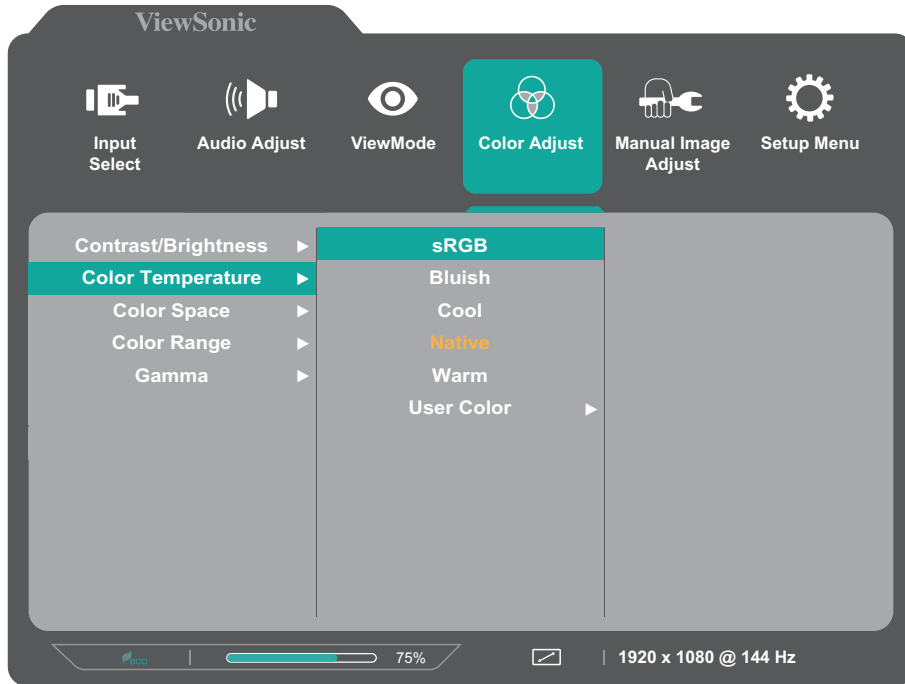 ViewSonic
Input Select
Audio Adjust
ViewMode
Color Adjust
Manual Image Adjust
Setup Menu
Contrast/Brightness
Color Temperature
Color Space
Color Range
Gamma
sRGB
Bluish
Cool
Native
Warm
User Color
eco
75%
1920 x 1080 @ 144 Hz